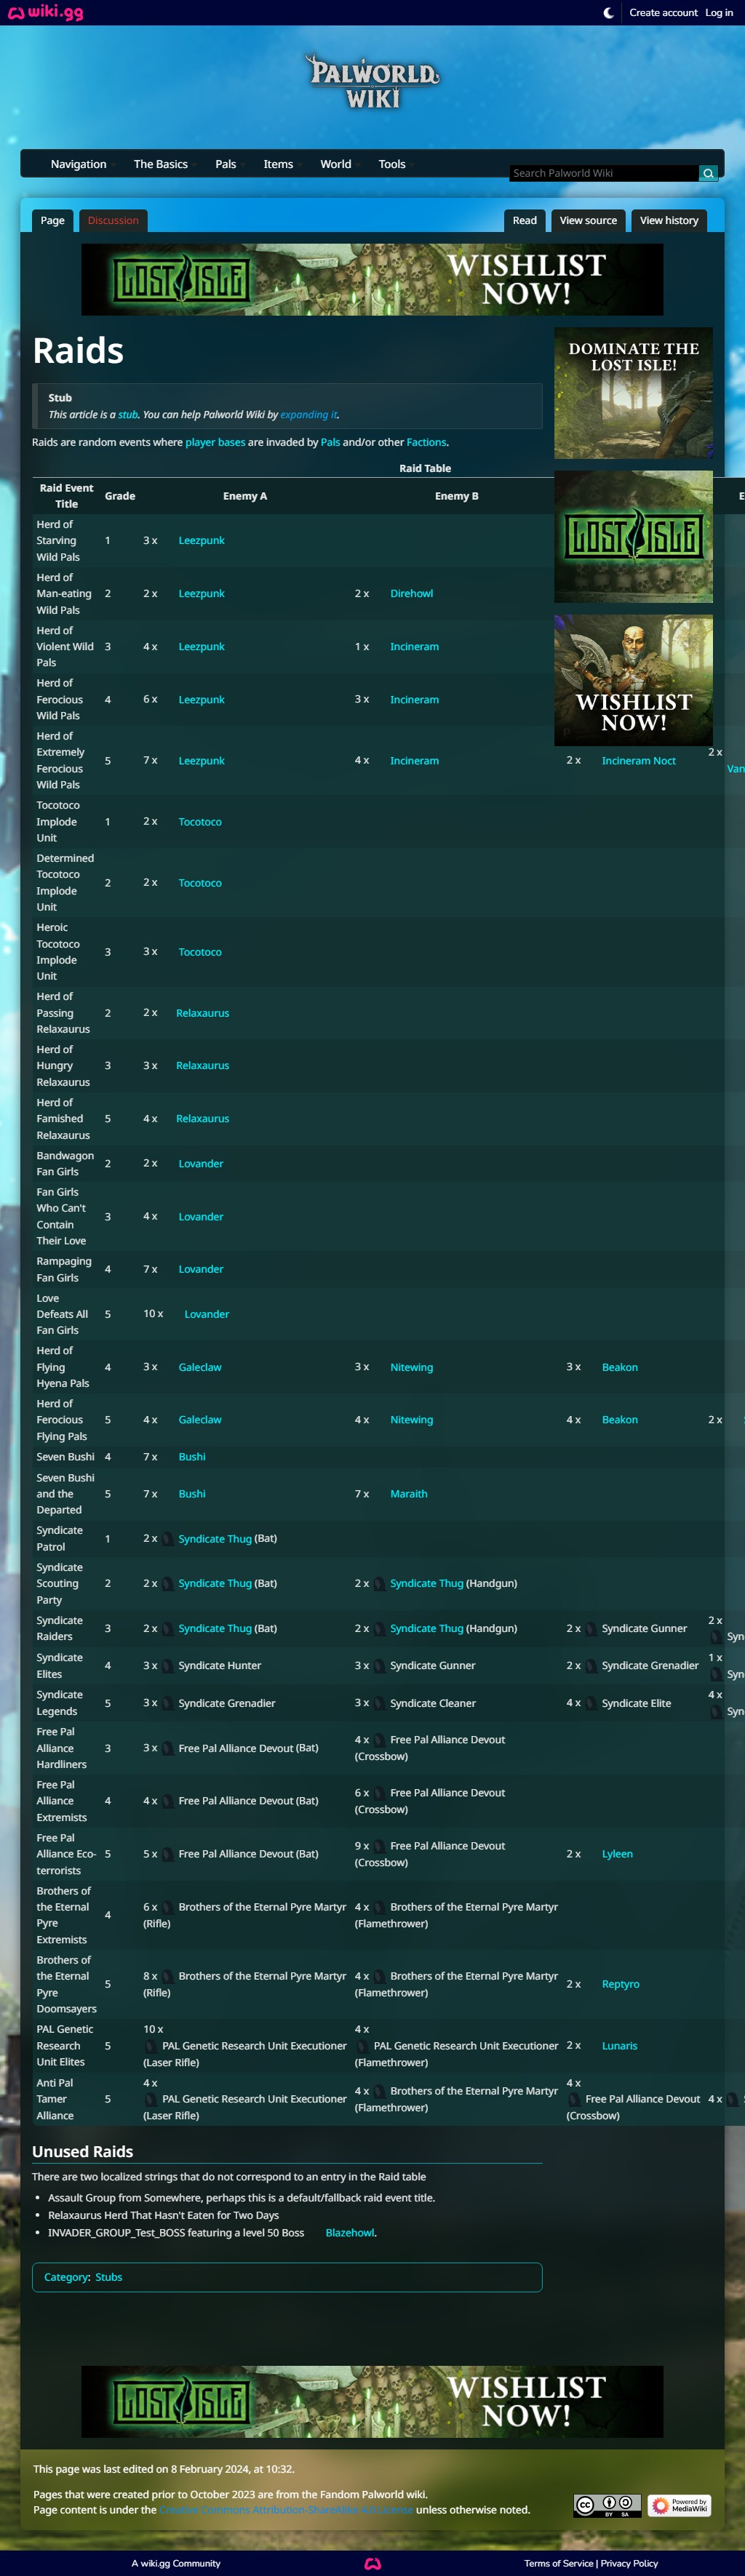 wiki.gg
Create account Log in
PALWORLD
WIKI
Navigation The Basics Pals Items World Tools
Search Palworld Wiki
Page Discussion Read View source View history
LOST ISLE WISHLIST
NOW!
Raids
DOMINATE THE
LOST ISLE!
Stub
This article is a stub. You can help Palworld Wiki by expanding it.
Raids are random events where player bases are invaded by Pals and/or other Factions.
Raid Table
Raid Event
Title
Grade Enemy A Enemy B E
LOST ISLE
Herd of
Starving
Wild Pals
1 3 x Leezpunk
Herd of
Man-eating
Wild Pals
2 2 x Leezpunk 2 x Direhowl
Herd of
Violent Wild
Pals
3 4 x Leezpunk 1 x Incineram
WISHLIST
NOW!
Herd of
Ferocious
Wild Pals
4 6 x Leezpunk 3 x Incineram
Herd of
Extremely
Ferocious
Wild Pals
5 7 x Leezpunk 4 x Incineram 2 x Incineram Noct 2 x
Van
Tocotoco
Implode
Unit
1 2 x Tocotoco
Determined
Tocotoco
Implode
Unit
2 2 x Tocotoco
Heroic
Tocotoco
Implode
Unit
3 3 x Tocotoco
Herd of
Passing
Relaxaurus
2 2 x Relaxaurus
Herd of
Hungry
Relaxaurus
3 3 x Relaxaurus
Herd of
Famished
Relaxaurus
5 4 x Relaxaurus
Bandwagon
Fan Girls
2 2 x Lovander
Fan Girls
Who Can't
Contain
Their Love
3 4 x Lovander
Rampaging
Fan Girls
4 7 x Lovander
Love
Defeats All
Fan Girls
5 10 x Lovander
Herd of
Flying
Hyena Pals
4 3 x Galeclaw 3 x Nitewing 3 x Beakon
Herd of
Ferocious
Flying Pals
5 4 x Galeclaw 4 x Nitewing 4 x Beakon 2 x
Seven Bushi 4 7 x Bushi
Seven Bushi
and the
Departed
5 7 x Bushi 7 x Maraith
Syndicate
Patrol
1 2 x Syndicate Thug (Bat)
Syndicate
Scouting
Party
2 2 x Syndicate Thug (Bat) 2 x Syndicate Thug (Handgun)
Syndicate
Raiders
3 2 x Syndicate Thug (Bat) 2 x Syndicate Thug (Handgun) 2 x Syndicate Gunner 2 x
Syn
Syndicate
Elites
4 3 x Syndicate Hunter 3 x Syndicate Gunner 2 x Syndicate Grenadier 1 x
Syn
Syndicate
Legends
5 3 x Syndicate Grenadier 3 x Syndicate Cleaner 4 x Syndicate Elite 4 x
Syn
Free Pal
Alliance
Hardliners
3 3 x Free Pal Alliance Devout (Bat) 4 x Free Pal Alliance Devout
(Crossbow)
Free Pal
Alliance
Extremists
4 4 x Free Pal Alliance Devout (Bat) 6 x Free Pal Alliance Devout
(Crossbow)
Free Pal
Alliance Eco-
terrorists
5 5 x Free Pal Alliance Devout (Bat) 9 x Free Pal Alliance Devout
(Crossbow)
2 x Lyleen
Brothers of
the Eternal
Pyre
Extremists
4 6 x Brothers of the Eternal Pyre Martyr
(Rifle)
4 x Brothers of the Eternal Pyre Martyr
(Flamethrower)
Brothers of
the Eternal
Pyre
Doomsayers
5 8 x Brothers of the Eternal Pyre Martyr
(Rifle)
4 x Brothers of the Eternal Pyre Martyr
(Flamethrower)
2 x Reptyro
PAL Genetic
Research
Unit Elites
5 10 x
PAL Genetic Research Unit Executioner
(Laser Rifle)
4 x
PAL Genetic Research Unit Executioner
(Flamethrower)
2 x Lunaris
Anti Pal
Tamer
Alliance
5 4 x
PAL Genetic Research Unit Executioner
(Laser Rifle)
4 x Brothers of the Eternal Pyre Martyr
(Flamethrower)
4 x
Free Pal Alliance Devout
(Crossbow)
4 x
Unused Raids
There are two localized strings that do not correspond to an entry in the Raid table
• Assault Group from Somewhere, perhaps this is a default/fallback raid event title.
• Relaxaurus Herd That Hasn't Eaten for Two Days
• INVADER_GROUP_Test_BOSS featuring a level 50 Boss Blazehowl.
Category: Stubs
LOST ISLE WISHLIST
NOW!
This page was last edited on 8 February 2024, at 10:32.
Pages that were created prior to October 2023 are from the Fandom Palworld wiki.
Page content is under the Creative Commons Attribution-ShareAlike 4.0 License unless otherwise noted.
cc BY SA
Powered by
MediaWiki
A wiki.gg Community
Terms of Service | Privacy Policy